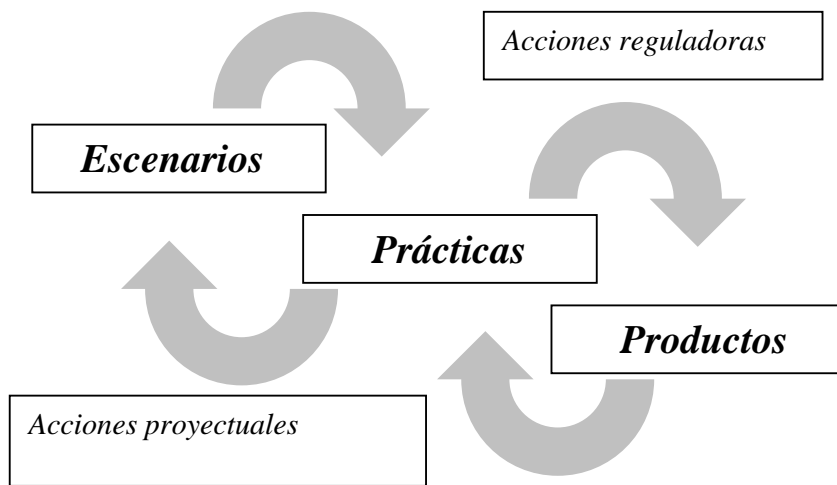 Acciones reguladoras
Escenarios
Prácticas
Productos
Acciones proyectuales